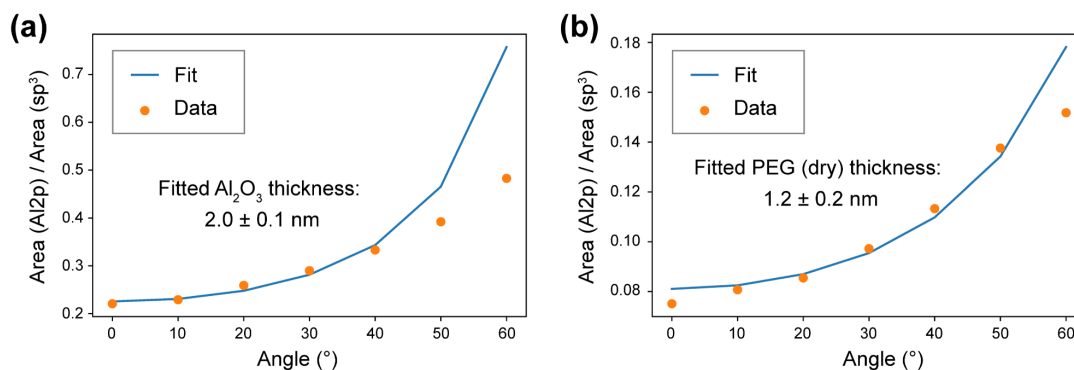 (a)
Area (Al2p) / Area (sp³)
0.7
0.6
0.5
0.4
0.3
0.2
Fit
Data
Fitted Al₂O₃ thickness:
2.0 ± 0.1 nm
0 10 20 30 40 50 60
Angle (°)
(b)
Area (Al2p) / Area (sp³)
0.18
0.16
0.14
0.12
0.10
0.08
Fit
Data
Fitted PEG (dry) thickness:
1.2 ± 0.2 nm
0 10 20 30 40 50 60
Angle (°)